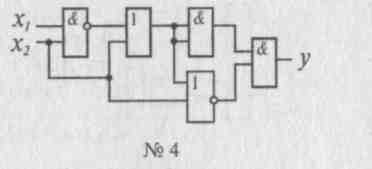 x₁ & 1 & & y
x₂
1
№ 4